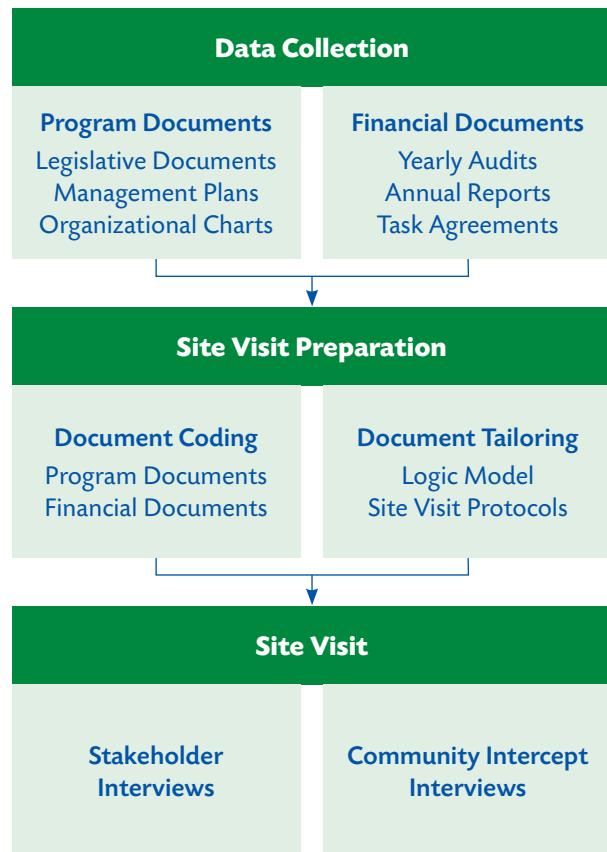 Data Collection
Program Documents
Legislative Documents
Management Plans
Organizational Charts
Financial Documents
Yearly Audits
Annual Reports
Task Agreements
Site Visit Preparation
Document Coding
Program Documents
Financial Documents
Document Tailoring
Logic Model
Site Visit Protocols
Site Visit
Stakeholder
Interviews
Community Intercept
Interviews